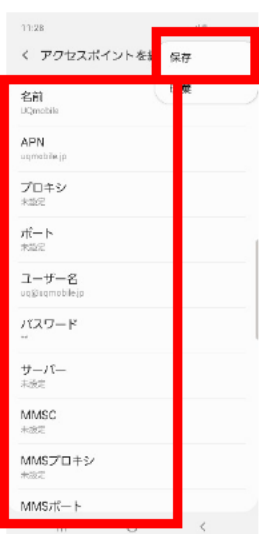 11:28
< アクセスポイントを
保存
名前
UQmobile
APN
uqmobile.jp
プロキシ
未設定
ポート
未設定
ユーザー名
uq@uqmobile.jp
パスワード
サーバー
未設定
MMSC
未設定
MMSプロキシ
未設定
MMSポート